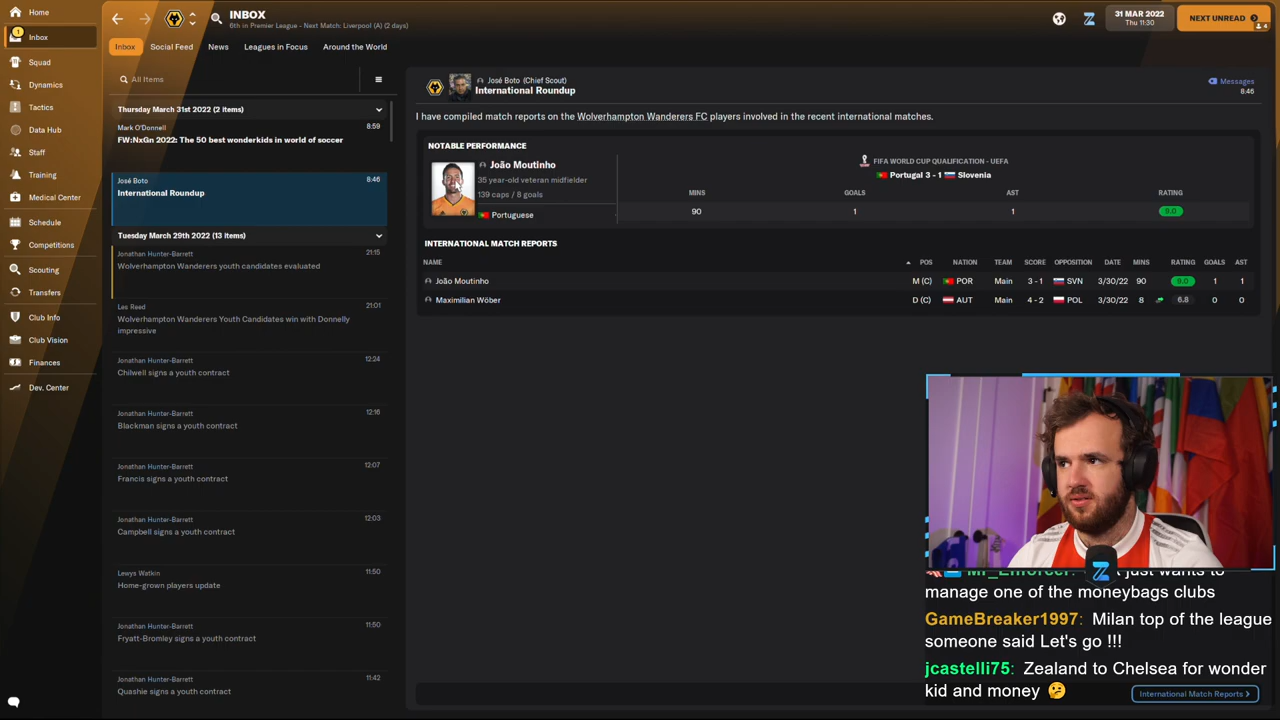 Home
1
Inbox
Squad
Dynamics
Tactics
Data Hub
Staff
Training
Medical Center
Schedule
Competitions
Scouting
Transfers
Club Info
Club Vision
Finances
Dev. Center
INBOX
6th in Premier League - Next Match: Liverpool (A) (2 days)
31 MAR 2022
Thu 11:30
NEXT UNREAD
4
Inbox
Social Feed
News
Leagues in Focus
Around the World
All Items
Thursday March 31st 2022 (2 items)
Mark O'Donnell
8:59
FW:NxGn 2022: The 50 best wonderkids in world of soccer
José Boto
8:46
International Roundup
Tuesday March 29th 2022 (13 items)
Jonathan Hunter-Barrett
21:15
Wolverhampton Wanderers youth candidates evaluated
Les Reed
21:01
Wolverhampton Wanderers Youth Candidates win with Donnelly
impressive
Jonathan Hunter-Barrett
12:24
Chilwell signs a youth contract
Jonathan Hunter-Barrett
12:16
Blackman signs a youth contract
Jonathan Hunter-Barrett
12:07
Francis signs a youth contract
Jonathan Hunter-Barrett
12:03
Campbell signs a youth contract
Lewys Watkin
11:50
Home-grown players update
Jonathan Hunter-Barrett
11:50
Fryatt-Bromley signs a youth contract
Jonathan Hunter-Barrett
11:42
Quashie signs a youth contract
José Boto (Chief Scout)
International Roundup
Messages
8:46
I have compiled match reports on the Wolverhampton Wanderers FC players involved in the recent international matches.
NOTABLE PERFORMANCE
João Moutinho
35 year-old veteran midfielder
139 caps / 8 goals
Portuguese
FIFA WORLD CUP QUALIFICATION - UEFA
Portugal 3 - 1 Slovenia
MINS GOALS AST RATING
90 1 1 9.0
INTERNATIONAL MATCH REPORTS
NAME POS NATION TEAM SCORE OPPOSITION DATE MINS RATING GOALS AST
João Moutinho M (C) POR Main 3 - 1 SVN 3/30/22 90 9.0 1 1
Maximilian Wöber D (C) AUT Main 4 - 2 POL 3/30/22 8 6.8 0 0
just wants to
manage one of the moneybags clubs
GameBreaker1997: Milan top of the league
someone said Let's go !!!
jcastelli75: Zealand to Chelsea for wonder
kid and money 🤔
International Match Reports >